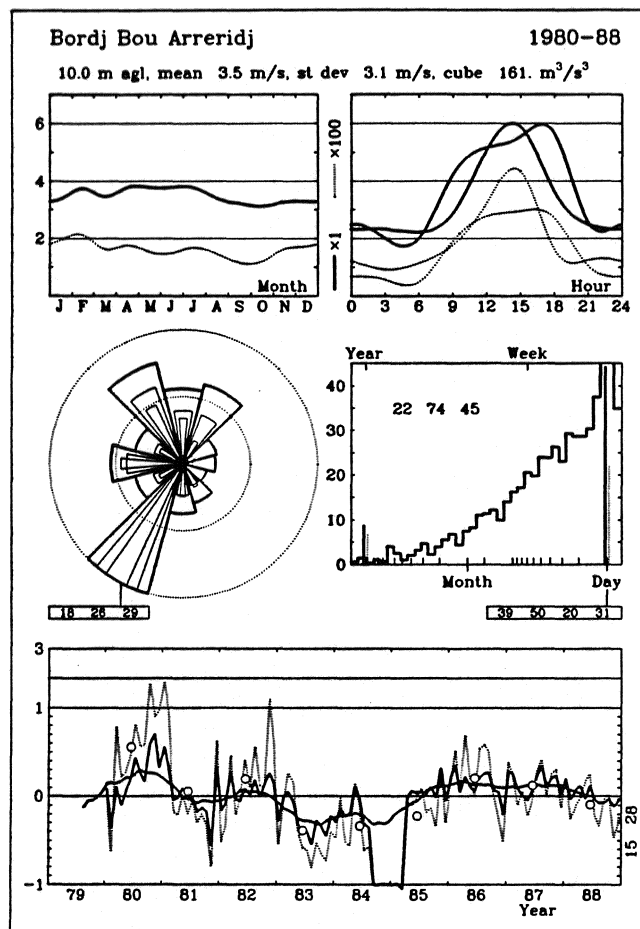 Bordj Bou Arreridj 1980-88
10.0 m agl, mean 3.5 m/s, st dev 3.1 m/s, cube 161. m³/s³
6
4
2
Month
J F M A M J J A S O N D
×100
×1
Hour
0 3 6 9 12 15 18 21 24
Year Week
40
30
20
10
0
22 74 45
Month Day
18 26 29
39 50 20 31
3
1
0
-1
79 80 81 82 83 84 85 86 87 88
Year
15 28